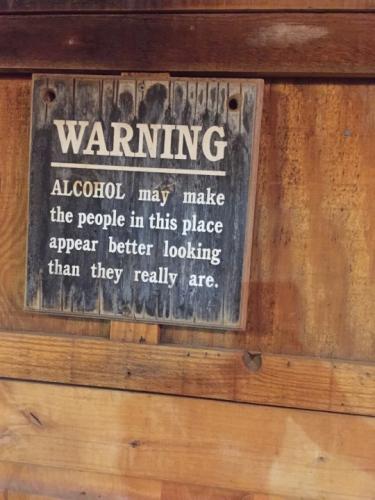 WARNING
ALCOHOL may make
the people in this place
appear better looking
than they really are.